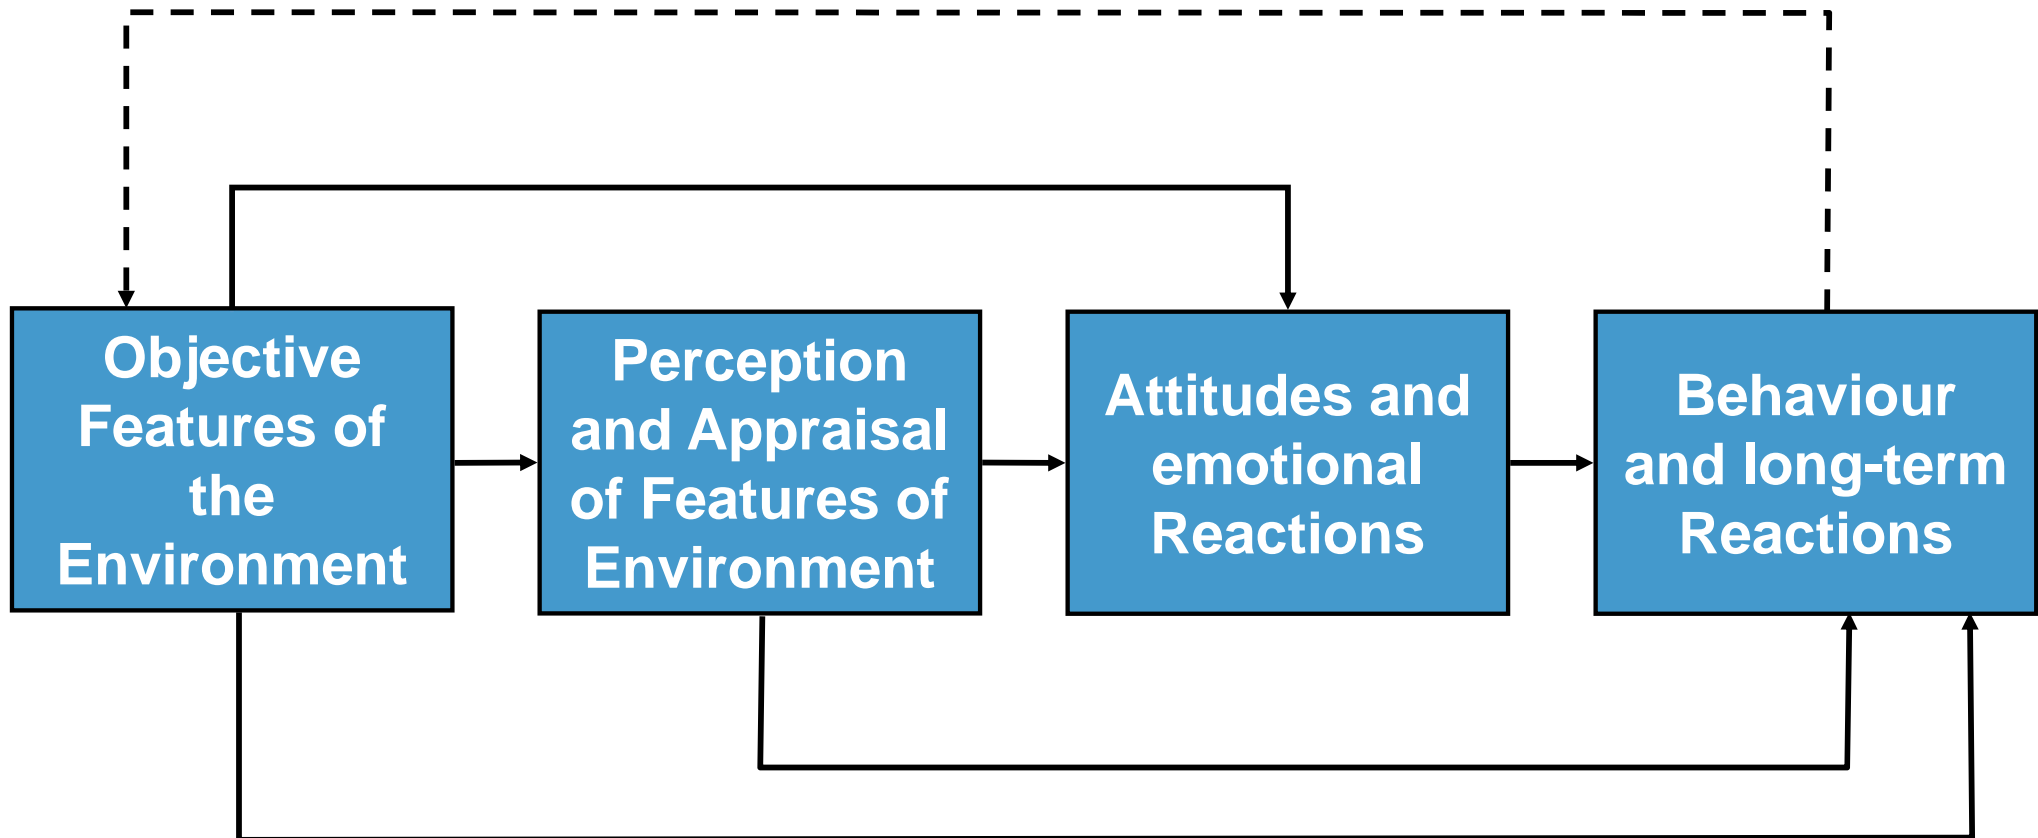 Objective
Features of
the
Environment
Perception
and Appraisal
of Features of
Environment
Attitudes and
emotional
Reactions
Behaviour
and long-term
Reactions